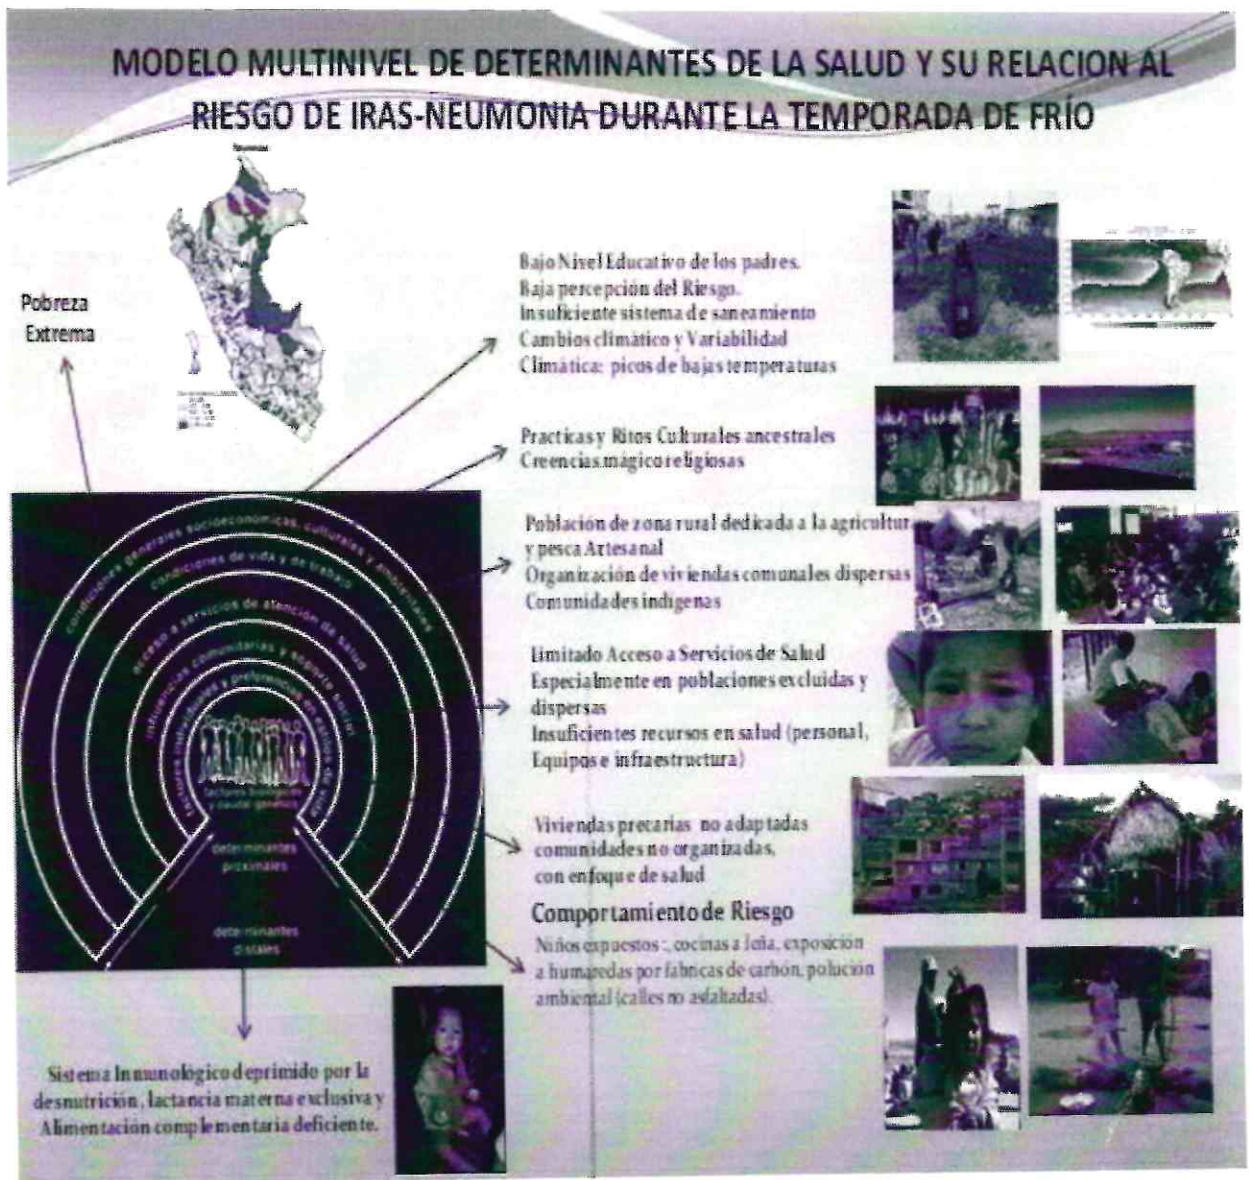 MODELO MULTINIVEL DE DETERMINANTES DE LA SALUD Y SU RELACION AL
RIESGO DE IRAS-NEUMONIA DURANTE LA TEMPORADA DE FRÍO
Pobreza
Extrema
Bajo Nivel Educativo de los padres.
Baja percepción del Riesgo.
Insuficiente sistema de saneamiento
Cambios climático y Variabilidad
Climática: picos de bajas temperaturas
Practicas y Ritos Culturales ancestrales
Creencias mágico religiosas
Población de zona rural dedicada a la agricultur
y pesca Artesanal
Organización de viviendas comunales dispersas
Comunidades indígenas
Limitado Acceso a Servicios de Salud
Especialmente en poblaciones excluidas y
dispersas
Insuficientes recursos en salud (personal,
Equipos e infraestructura)
Viviendas precarias no adaptadas
comunidades no organizadas,
con enfoque de salud
Comportamiento de Riesgo
Niños expuestos:, cocinas a leña, exposición
a humaredas por fábricas de carbón, polución
ambiental (calles no asfaltadas).
condiciones generales socioeconómicas, culturales y ambientales
condiciones de vida y de trabajo
acceso a servicios de atención de salud
influencias comunitarias y soporte social
factores individuales y preferencias en estilos de vida
factores biológicos
y caudal genético
determinantes
proximales
determinantes
distales
Sistema Inmunológico deprimido por la
desnutrición, lactancia materna exclusiva y
Alimentación complementaria deficiente.